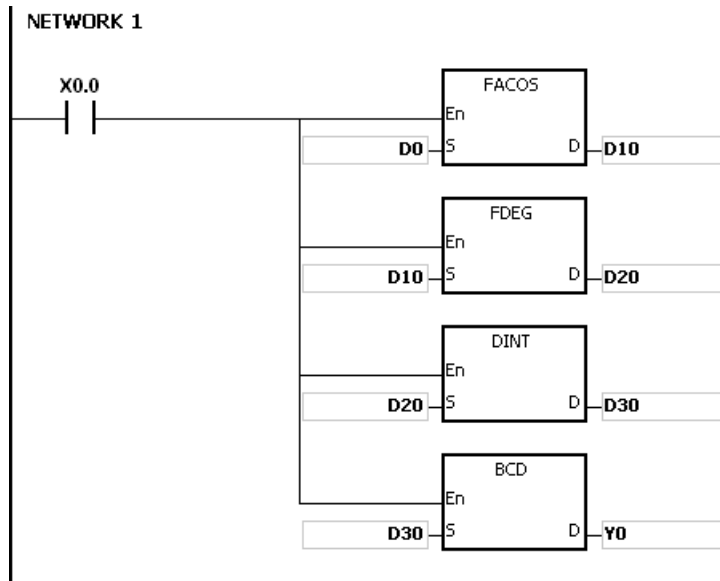 NETWORK 1
X0.0
FACOS
En
D0 S D D10
FDEG
En
D10 S D D20
DINT
En
D20 S D D30
BCD
En
D30 S D Y0